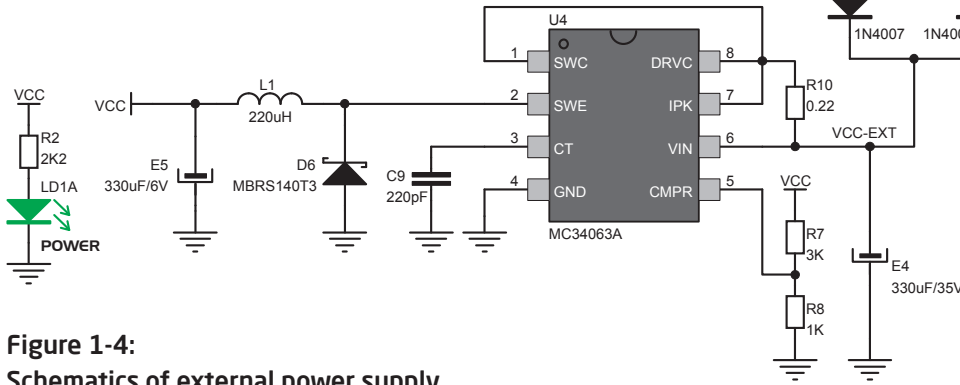 U4
1N4007
1N400
1
SWC
DRVC
8
VCC
VCC
L1
220uH
2
SWE
IPK
7
R10
0.22
R2
2K2
3
CT
VIN
6
VCC-EXT
E5
330uF/6V
D6
MBRS140T3
C9
220pF
LD1A
4
GND
CMPR
5
VCC
POWER
MC34063A
R7
3K
E4
330uF/35V
R8
1K
Figure 1-4:
Schematics of external power supply